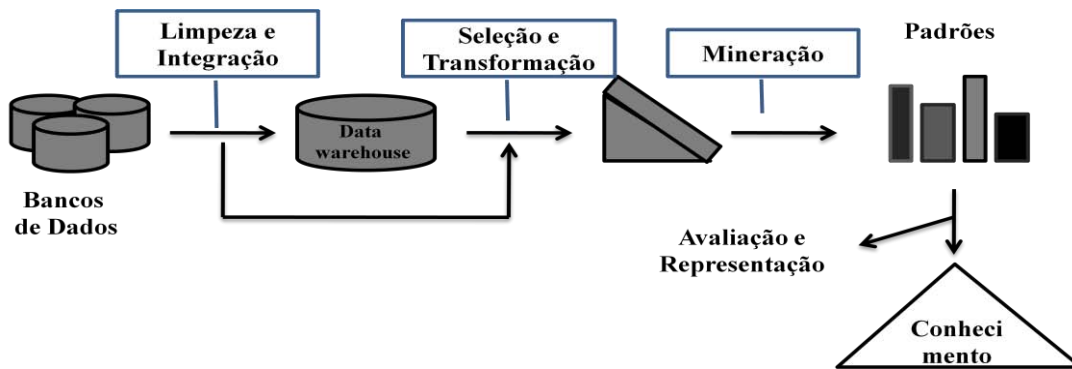 Limpeza e
Integração
Seleção e
Transformação
Mineração
Padrões
Data
warehouse
Bancos
de Dados
Avaliação e
Representação
Conheci
mento